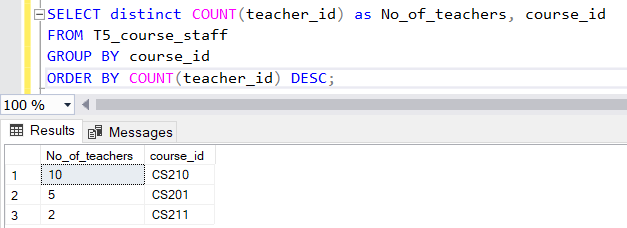 SELECT distinct COUNT(teacher_id) as No_of_teachers, course_id
FROM T5_course_staff
GROUP BY course_id
ORDER BY COUNT(teacher_id) DESC;
100 %
Results Messages
No_of_teachers course_id
1 10 CS210
2 5 CS201
3 2 CS211